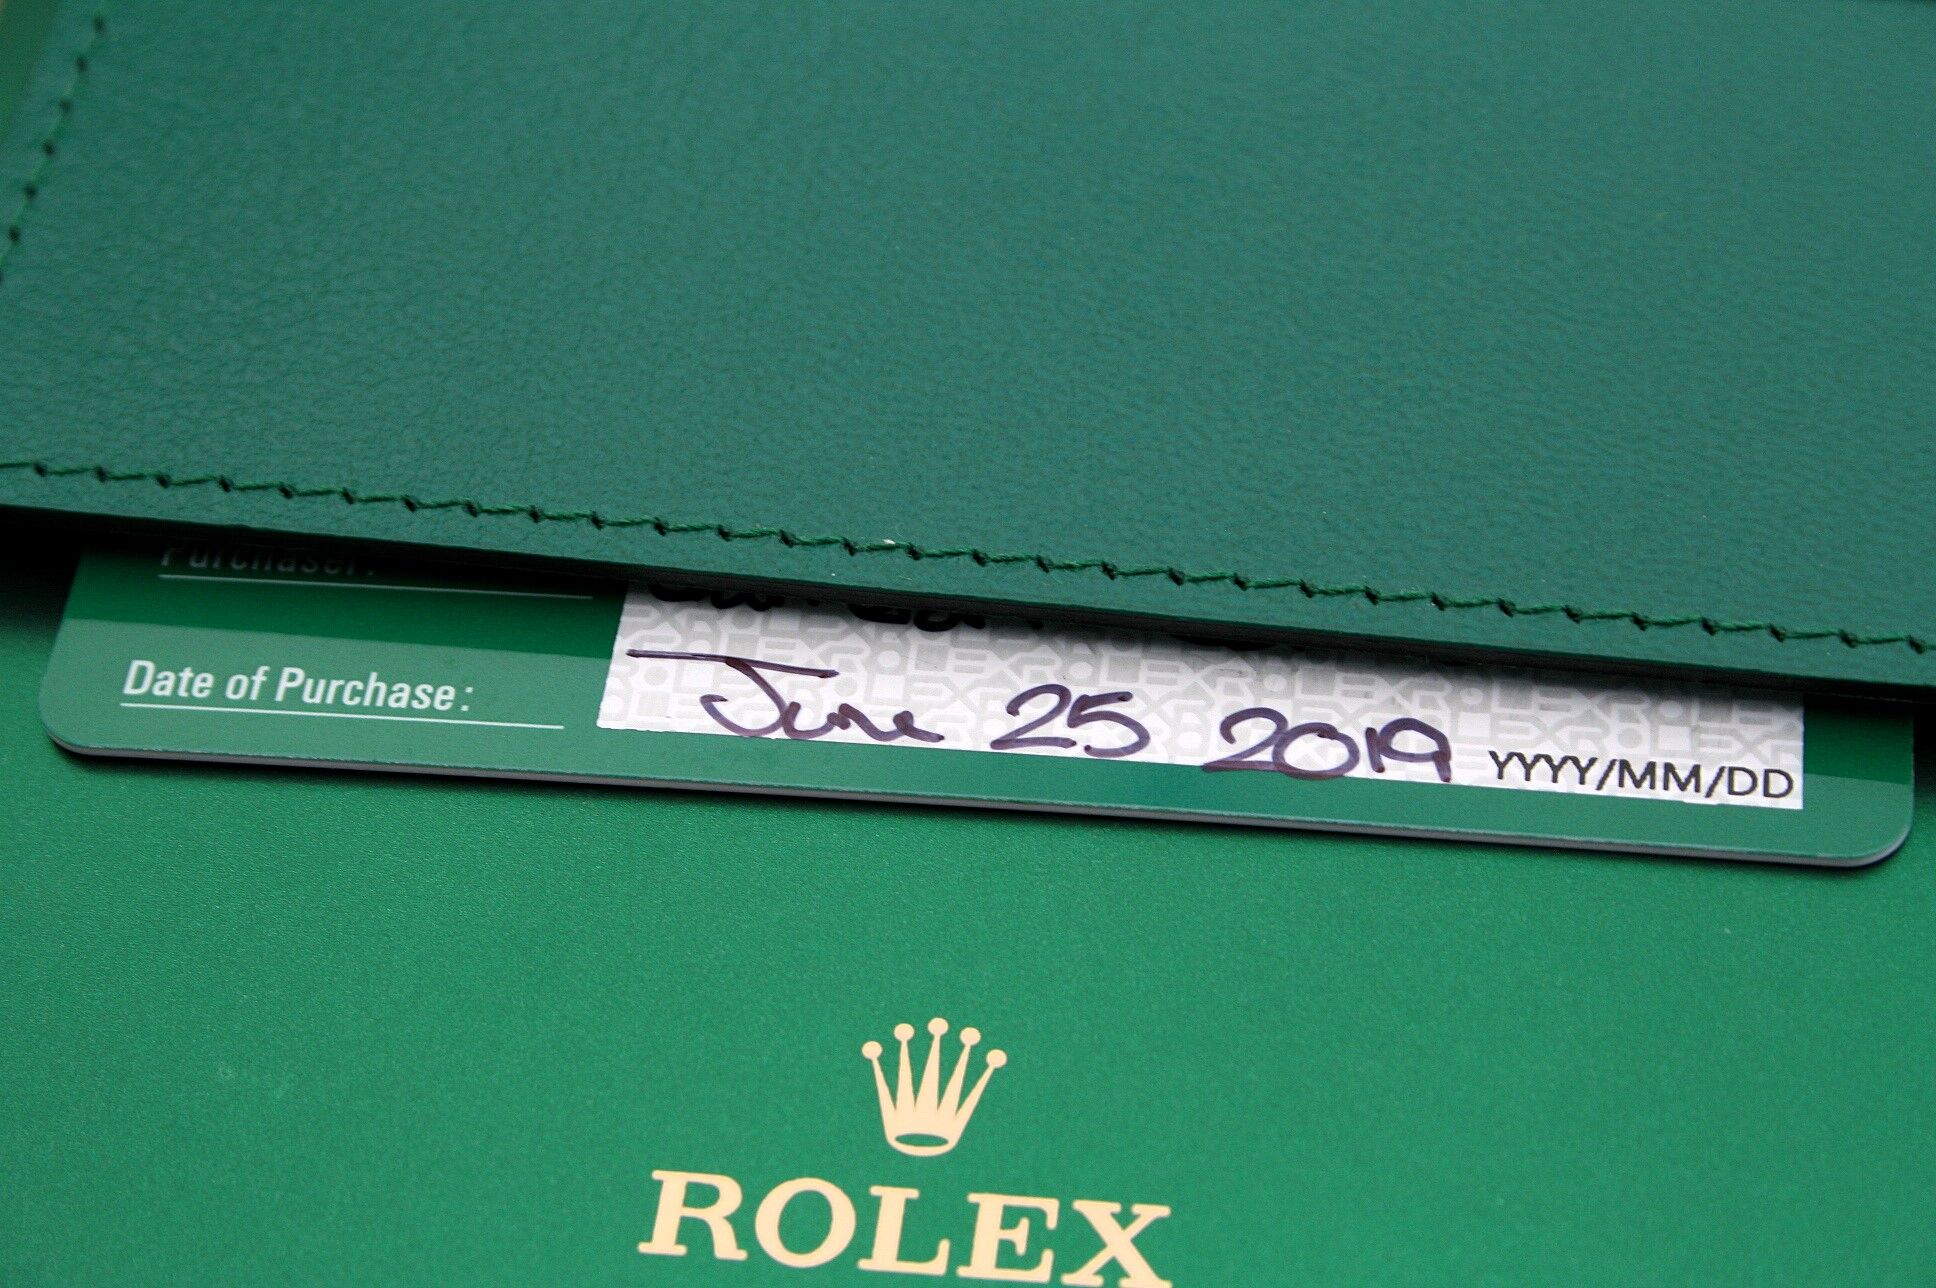 Purchaser:
Date of Purchase: June 25 2019 YYYY/MM/DD
ROLEX